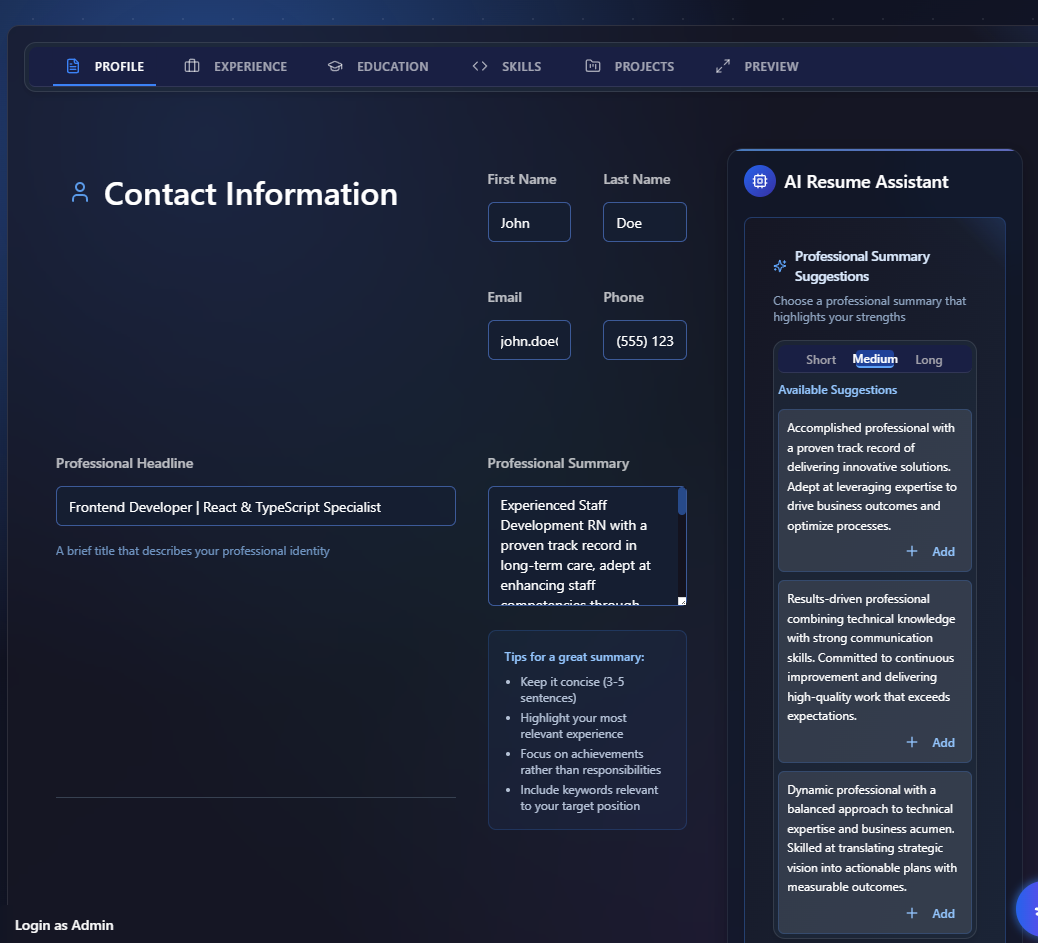 PROFILE
EXPERIENCE
EDUCATION
SKILLS
PROJECTS
PREVIEW
Contact Information
First Name
Last Name
John
Doe
Email
Phone
john.doe(
(555) 123
Professional Headline
Frontend Developer | React & TypeScript Specialist
A brief title that describes your professional identity
Professional Summary
Experienced Staff
Development RN with a
proven track record in
long-term care, adept at
enhancing staff
competencies through
Tips for a great summary:
• Keep it concise (3-5
sentences)
• Highlight your most
relevant experience
• Focus on achievements
rather than responsibilities
• Include keywords relevant
to your target position
AI Resume Assistant
Professional Summary
Suggestions
Choose a professional summary that
highlights your strengths
Short
Medium
Long
Available Suggestions
Accomplished professional with
a proven track record of
delivering innovative solutions.
Adept at leveraging expertise to
drive business outcomes and
optimize processes.
+ Add
Results-driven professional
combining technical knowledge
with strong communication
skills. Committed to continuous
improvement and delivering
high-quality work that exceeds
expectations.
+ Add
Dynamic professional with a
balanced approach to technical
expertise and business acumen.
Skilled at translating strategic
vision into actionable plans with
measurable outcomes.
+ Add
Login as Admin